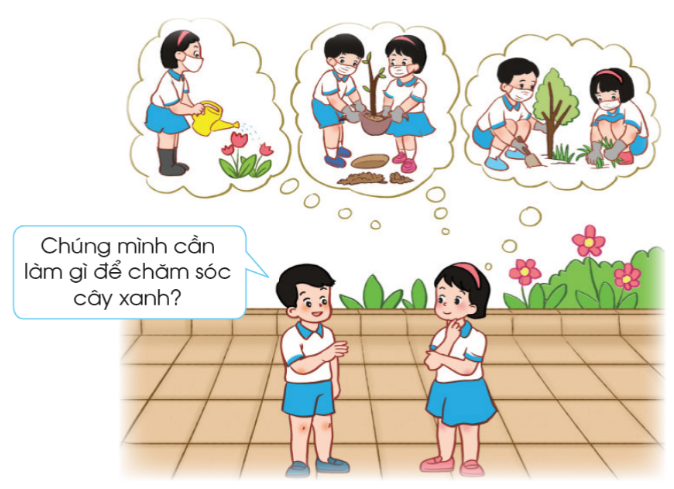 Chúng mình cần
làm gì để chăm sóc
cây xanh?